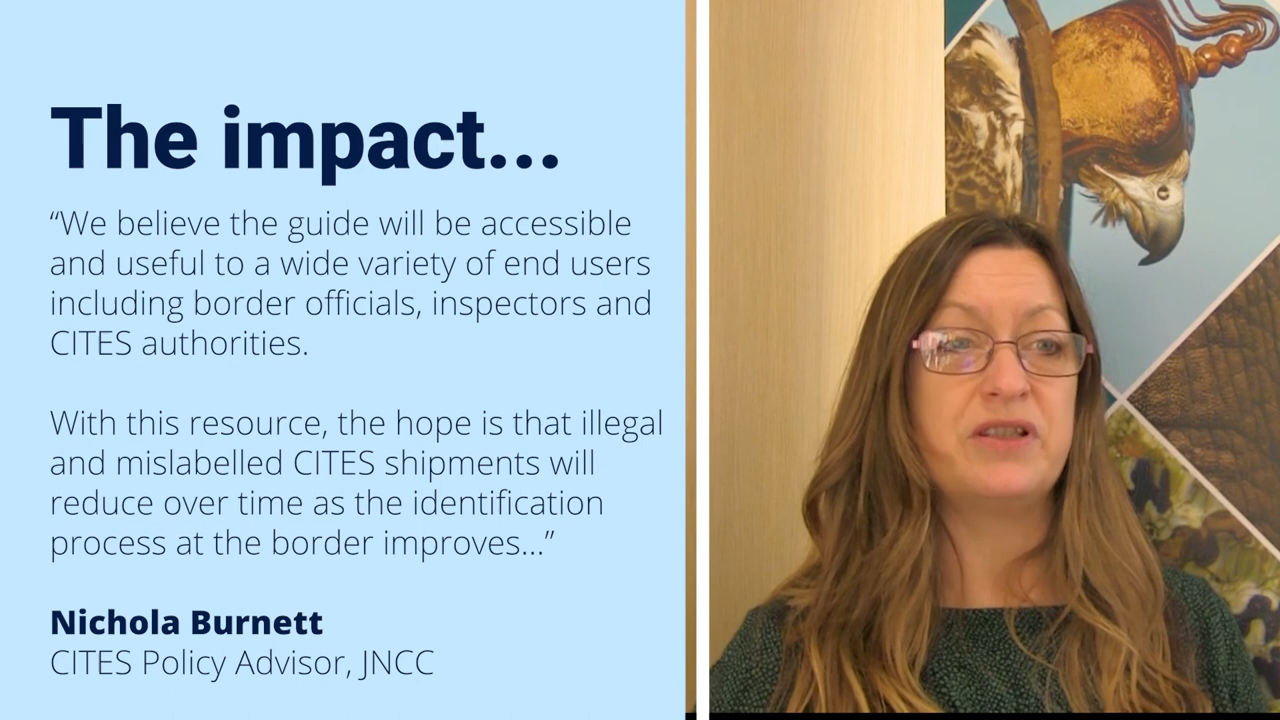 The impact...
“We believe the guide will be accessible
and useful to a wide variety of end users
including border officials, inspectors and
CITES authorities.
With this resource, the hope is that illegal
and mislabelled CITES shipments will
reduce over time as the identification
process at the border improves...”
Nichola Burnett
CITES Policy Advisor, JNCC